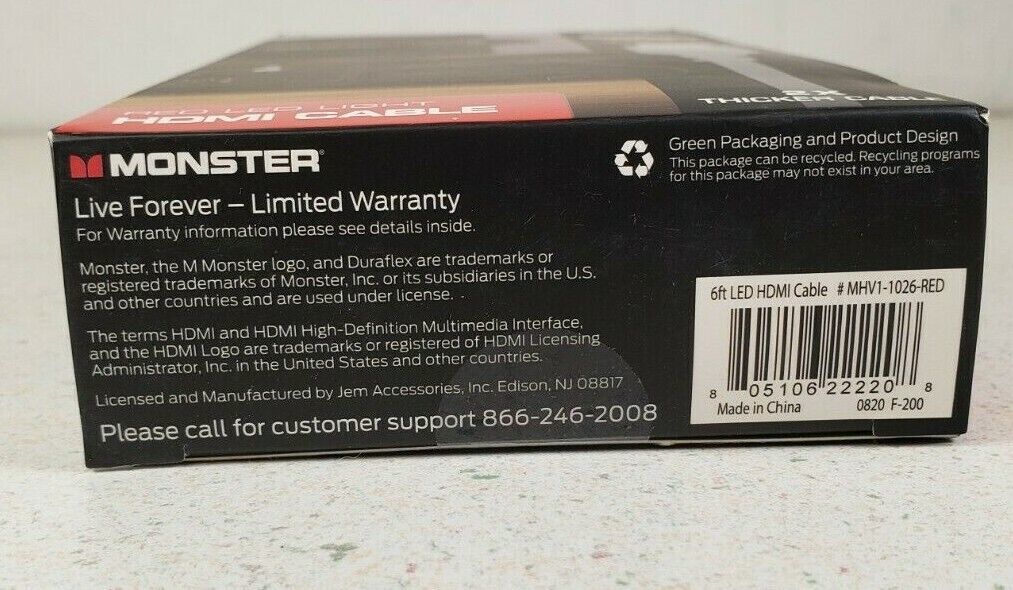 RED LED LIGHT
HDMI CABLE
2X
THICKER CABLE
MONSTER®
Live Forever – Limited Warranty
For Warranty information please see details inside.
Monster, the M Monster logo, and Duraflex are trademarks or
registered trademarks of Monster, Inc. or its subsidiaries in the U.S.
and other countries and are used under license.
The terms HDMI and HDMI High-Definition Multimedia Interface,
and the HDMI Logo are trademarks or registered of HDMI Licensing
Administrator, Inc. in the United States and other countries.
Licensed and Manufactured by Jem Accessories, Inc. Edison, NJ 08817
Please call for customer support 866-246-2008
Green Packaging and Product Design
This package can be recycled. Recycling programs
for this package may not exist in your area.
6ft LED HDMI Cable # MHV1-1026-RED
8 05106 22220 8
Made in China 0820 F-200